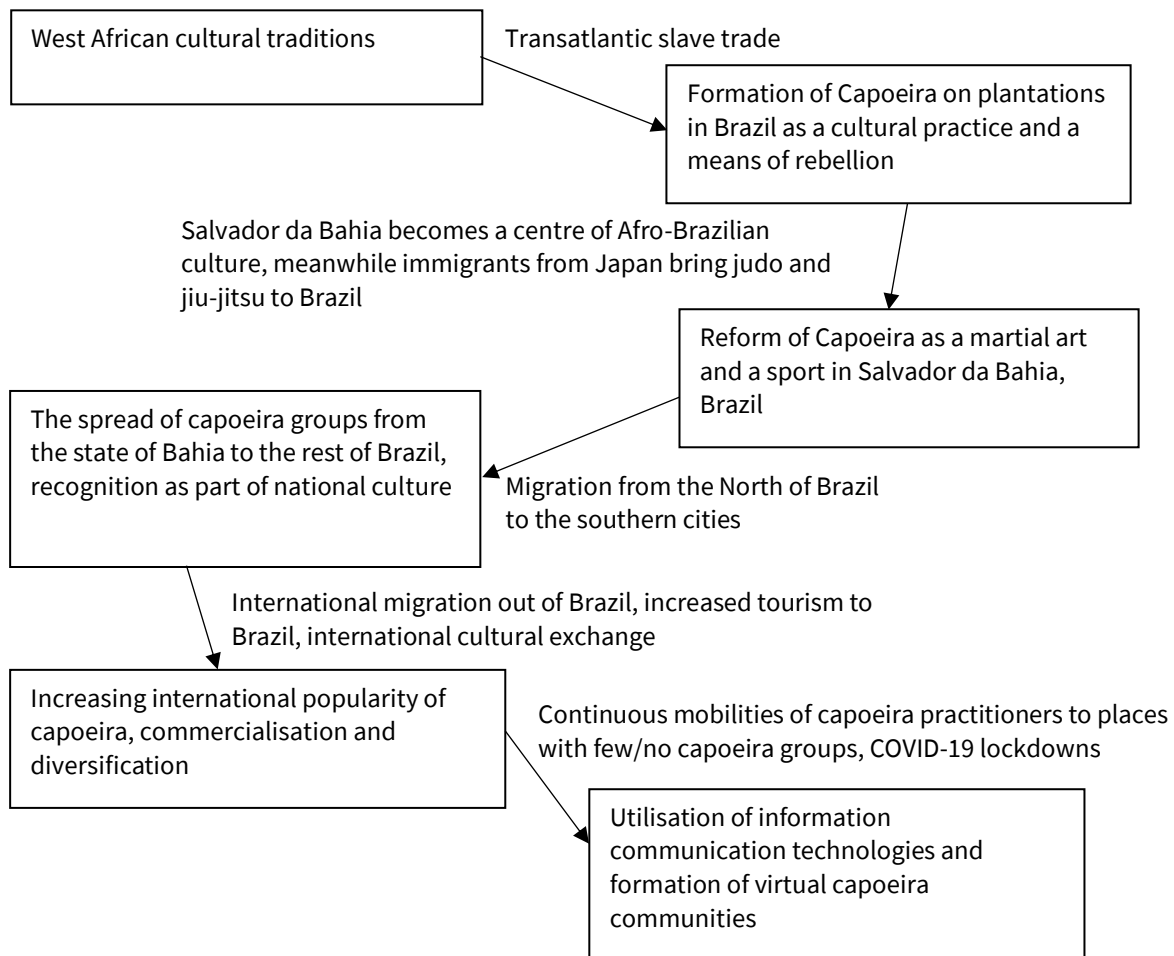 West African cultural traditions
Transatlantic slave trade
Formation of Capoeira on plantations
in Brazil as a cultural practice and a
means of rebellion
Salvador da Bahia becomes a centre of Afro-Brazilian
culture, meanwhile immigrants from Japan bring judo and
jiu-jitsu to Brazil
Reform of Capoeira as a martial art
and a sport in Salvador da Bahia,
Brazil
The spread of capoeira groups from
the state of Bahia to the rest of Brazil,
recognition as part of national culture
Migration from the North of Brazil
to the southern cities
International migration out of Brazil, increased tourism to
Brazil, international cultural exchange
Increasing international popularity of
capoeira, commercialisation and
diversification
Continuous mobilities of capoeira practitioners to places
with few/no capoeira groups, COVID-19 lockdowns
Utilisation of information
communication technologies and
formation of virtual capoeira
communities